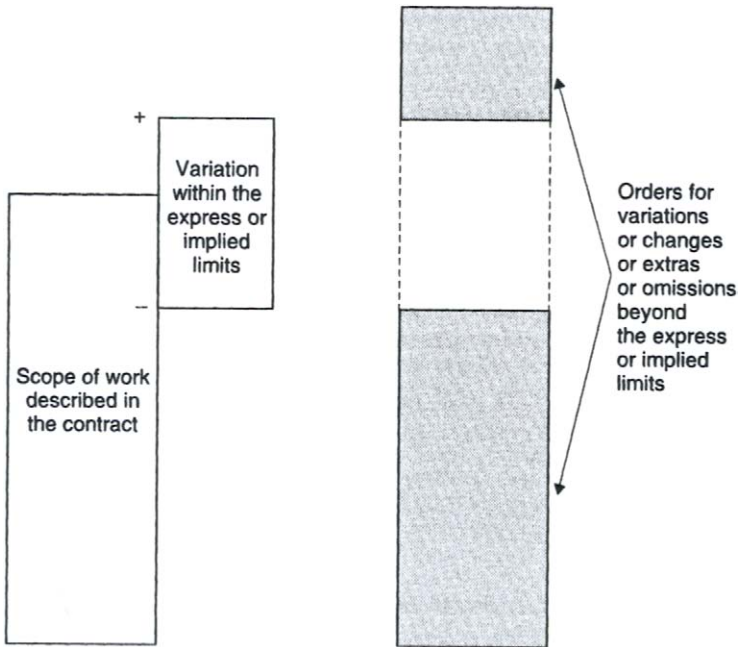 +
Variation
within the
express or
implied
limits
–
Scope of work
described in
the contract
Orders for
variations
or changes
or extras
or omissions
beyond
the express
or implied
limits